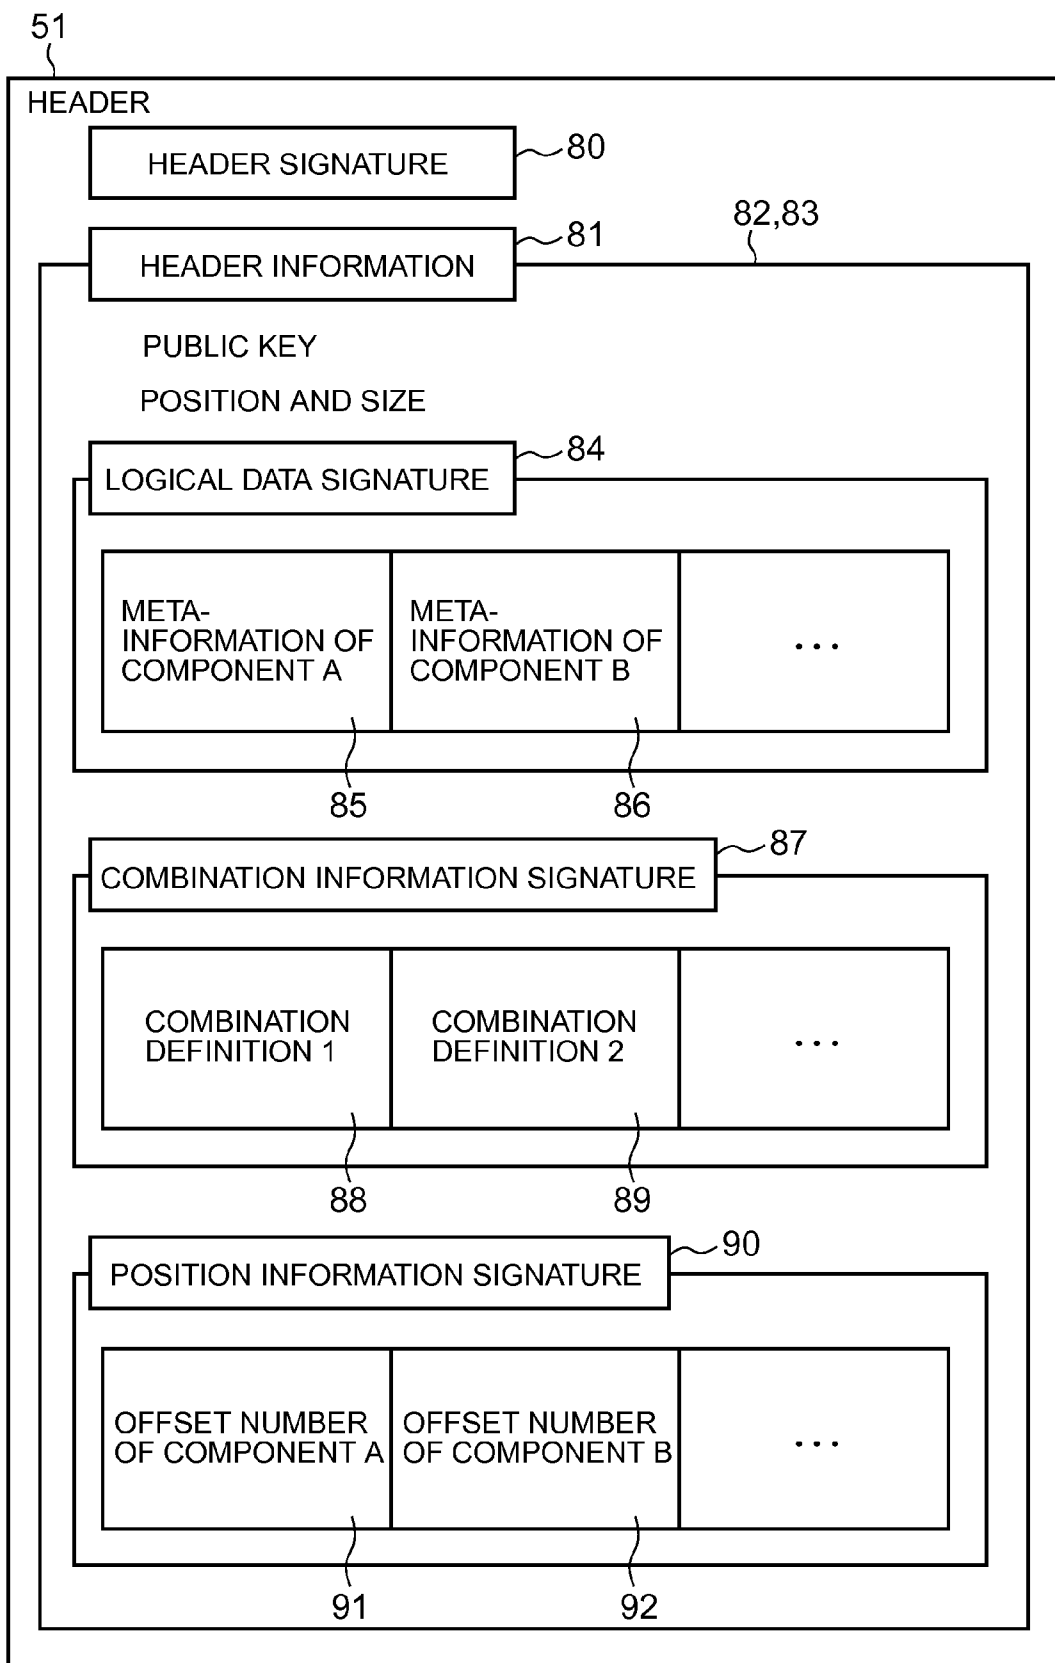 51
HEADER
HEADER SIGNATURE
80
82,83
HEADER INFORMATION
81
PUBLIC KEY
POSITION AND SIZE
LOGICAL DATA SIGNATURE
84
META-
INFORMATION OF
COMPONENT A
META-
INFORMATION OF
COMPONENT B
...
85
86
COMBINATION INFORMATION SIGNATURE
87
COMBINATION
DEFINITION 1
COMBINATION
DEFINITION 2
...
88
89
POSITION INFORMATION SIGNATURE
90
OFFSET NUMBER
OF COMPONENT A
OFFSET NUMBER
OF COMPONENT B
...
91
92